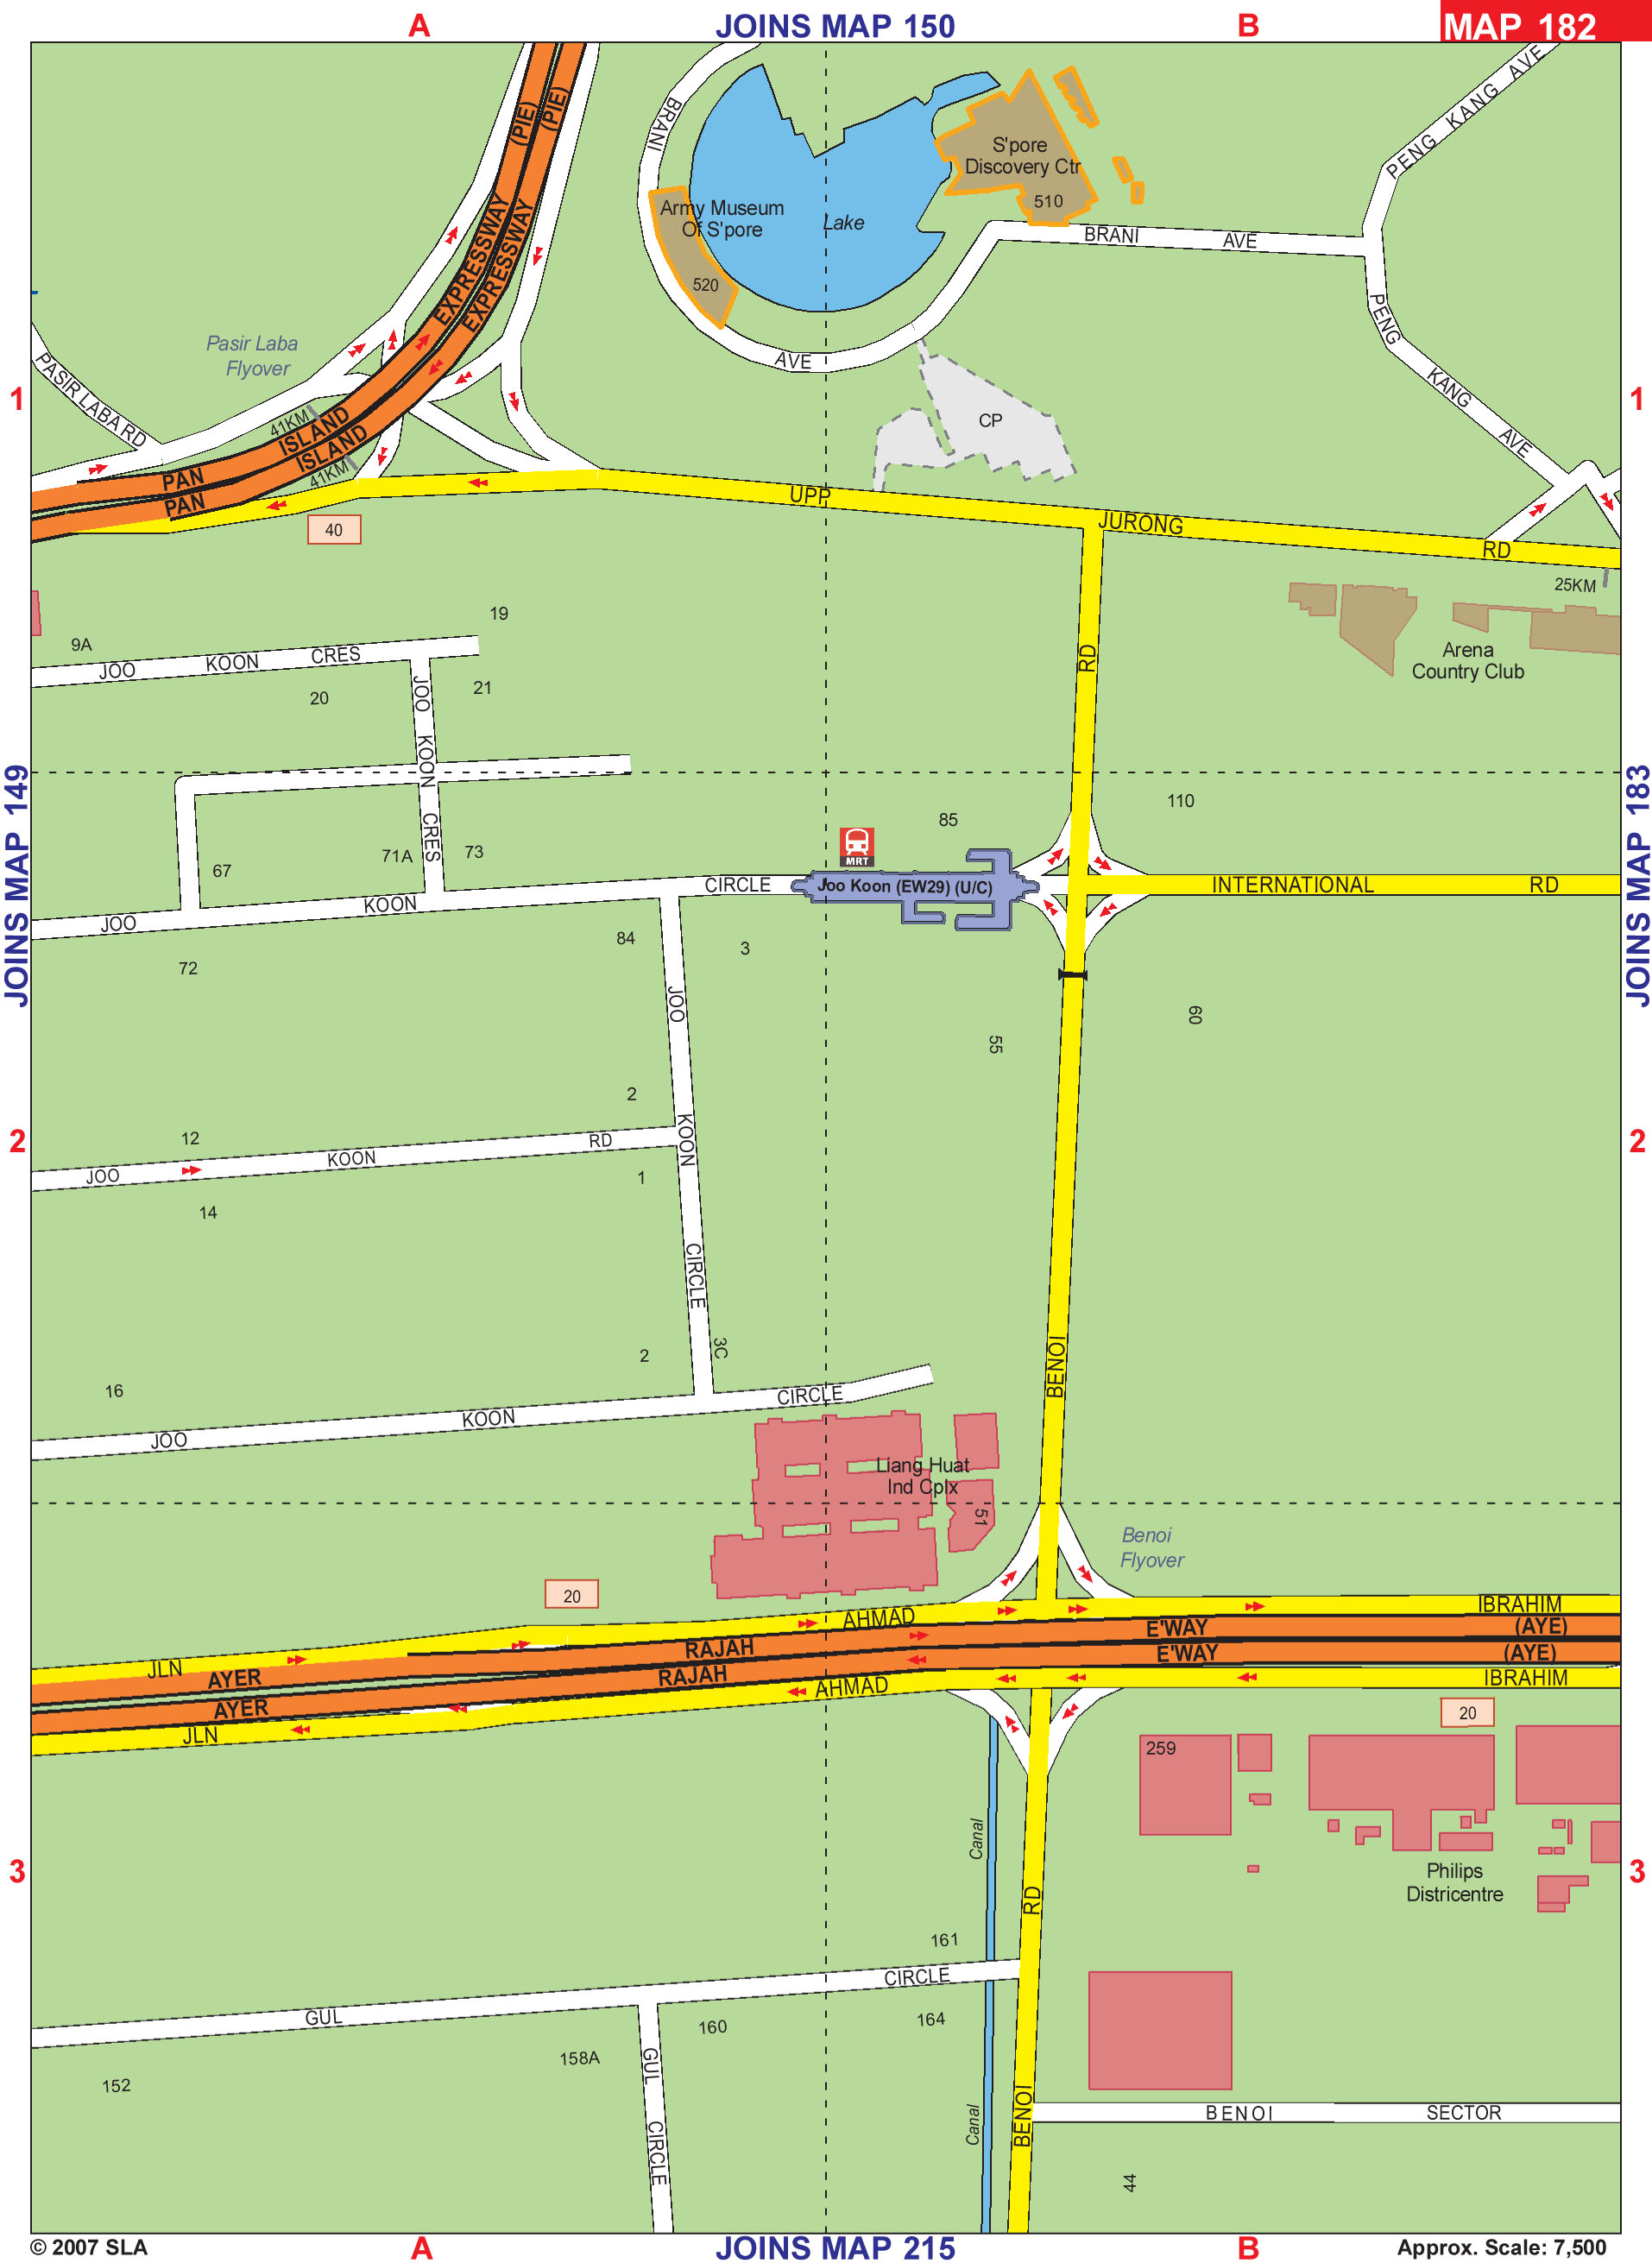 A
JOINS MAP 150
B
MAP 182
(PIE)
(PIE)
EXPRESSWAY
EXPRESSWAY
BRANI
PENG KANG AVE
S'pore
Discovery Ctr
510
Army Museum
Of S'pore
Lake
520
BRANI AVE
PENG
KANG
AVE
Pasir Laba
Flyover
AVE
PASIR LABA RD
1
1
CP
41KM
ISLAND
ISLAND
41KM
PAN
PAN
UPP
JURONG
RD
40
25KM
19
9A
JOO KOON CRES
20
21
RD
Arena
Country Club
JOO
KOON
CRES
JOINS MAP 149
JOINS MAP 183
110
85
MRT
71A
73
67
CIRCLE
Joo Koon (EW29) (U/C)
INTERNATIONAL RD
JOO KOON
84
3
72
JOO
KOON
CIRCLE
55
60
2
2
2
12
RD
JOO KOON
1
14
3C
2
BENOI
16
CIRCLE
JOO KOON
Liang Huat
Ind Cplx
51
Benoi
Flyover
20
AHMAD
IBRAHIM
E'WAY (AYE)
RAJAH
E'WAY (AYE)
JLN
AYER
RAJAH
AHMAD
IBRAHIM
AYER
JLN
20
259
Canal
3
3
Philips
Districentre
RD
161
CIRCLE
GUL
160
164
158A
152
GUL
CIRCLE
Canal
BENOI
BENOI SECTOR
44
© 2007 SLA
A
JOINS MAP 215
B
Approx. Scale: 7,500